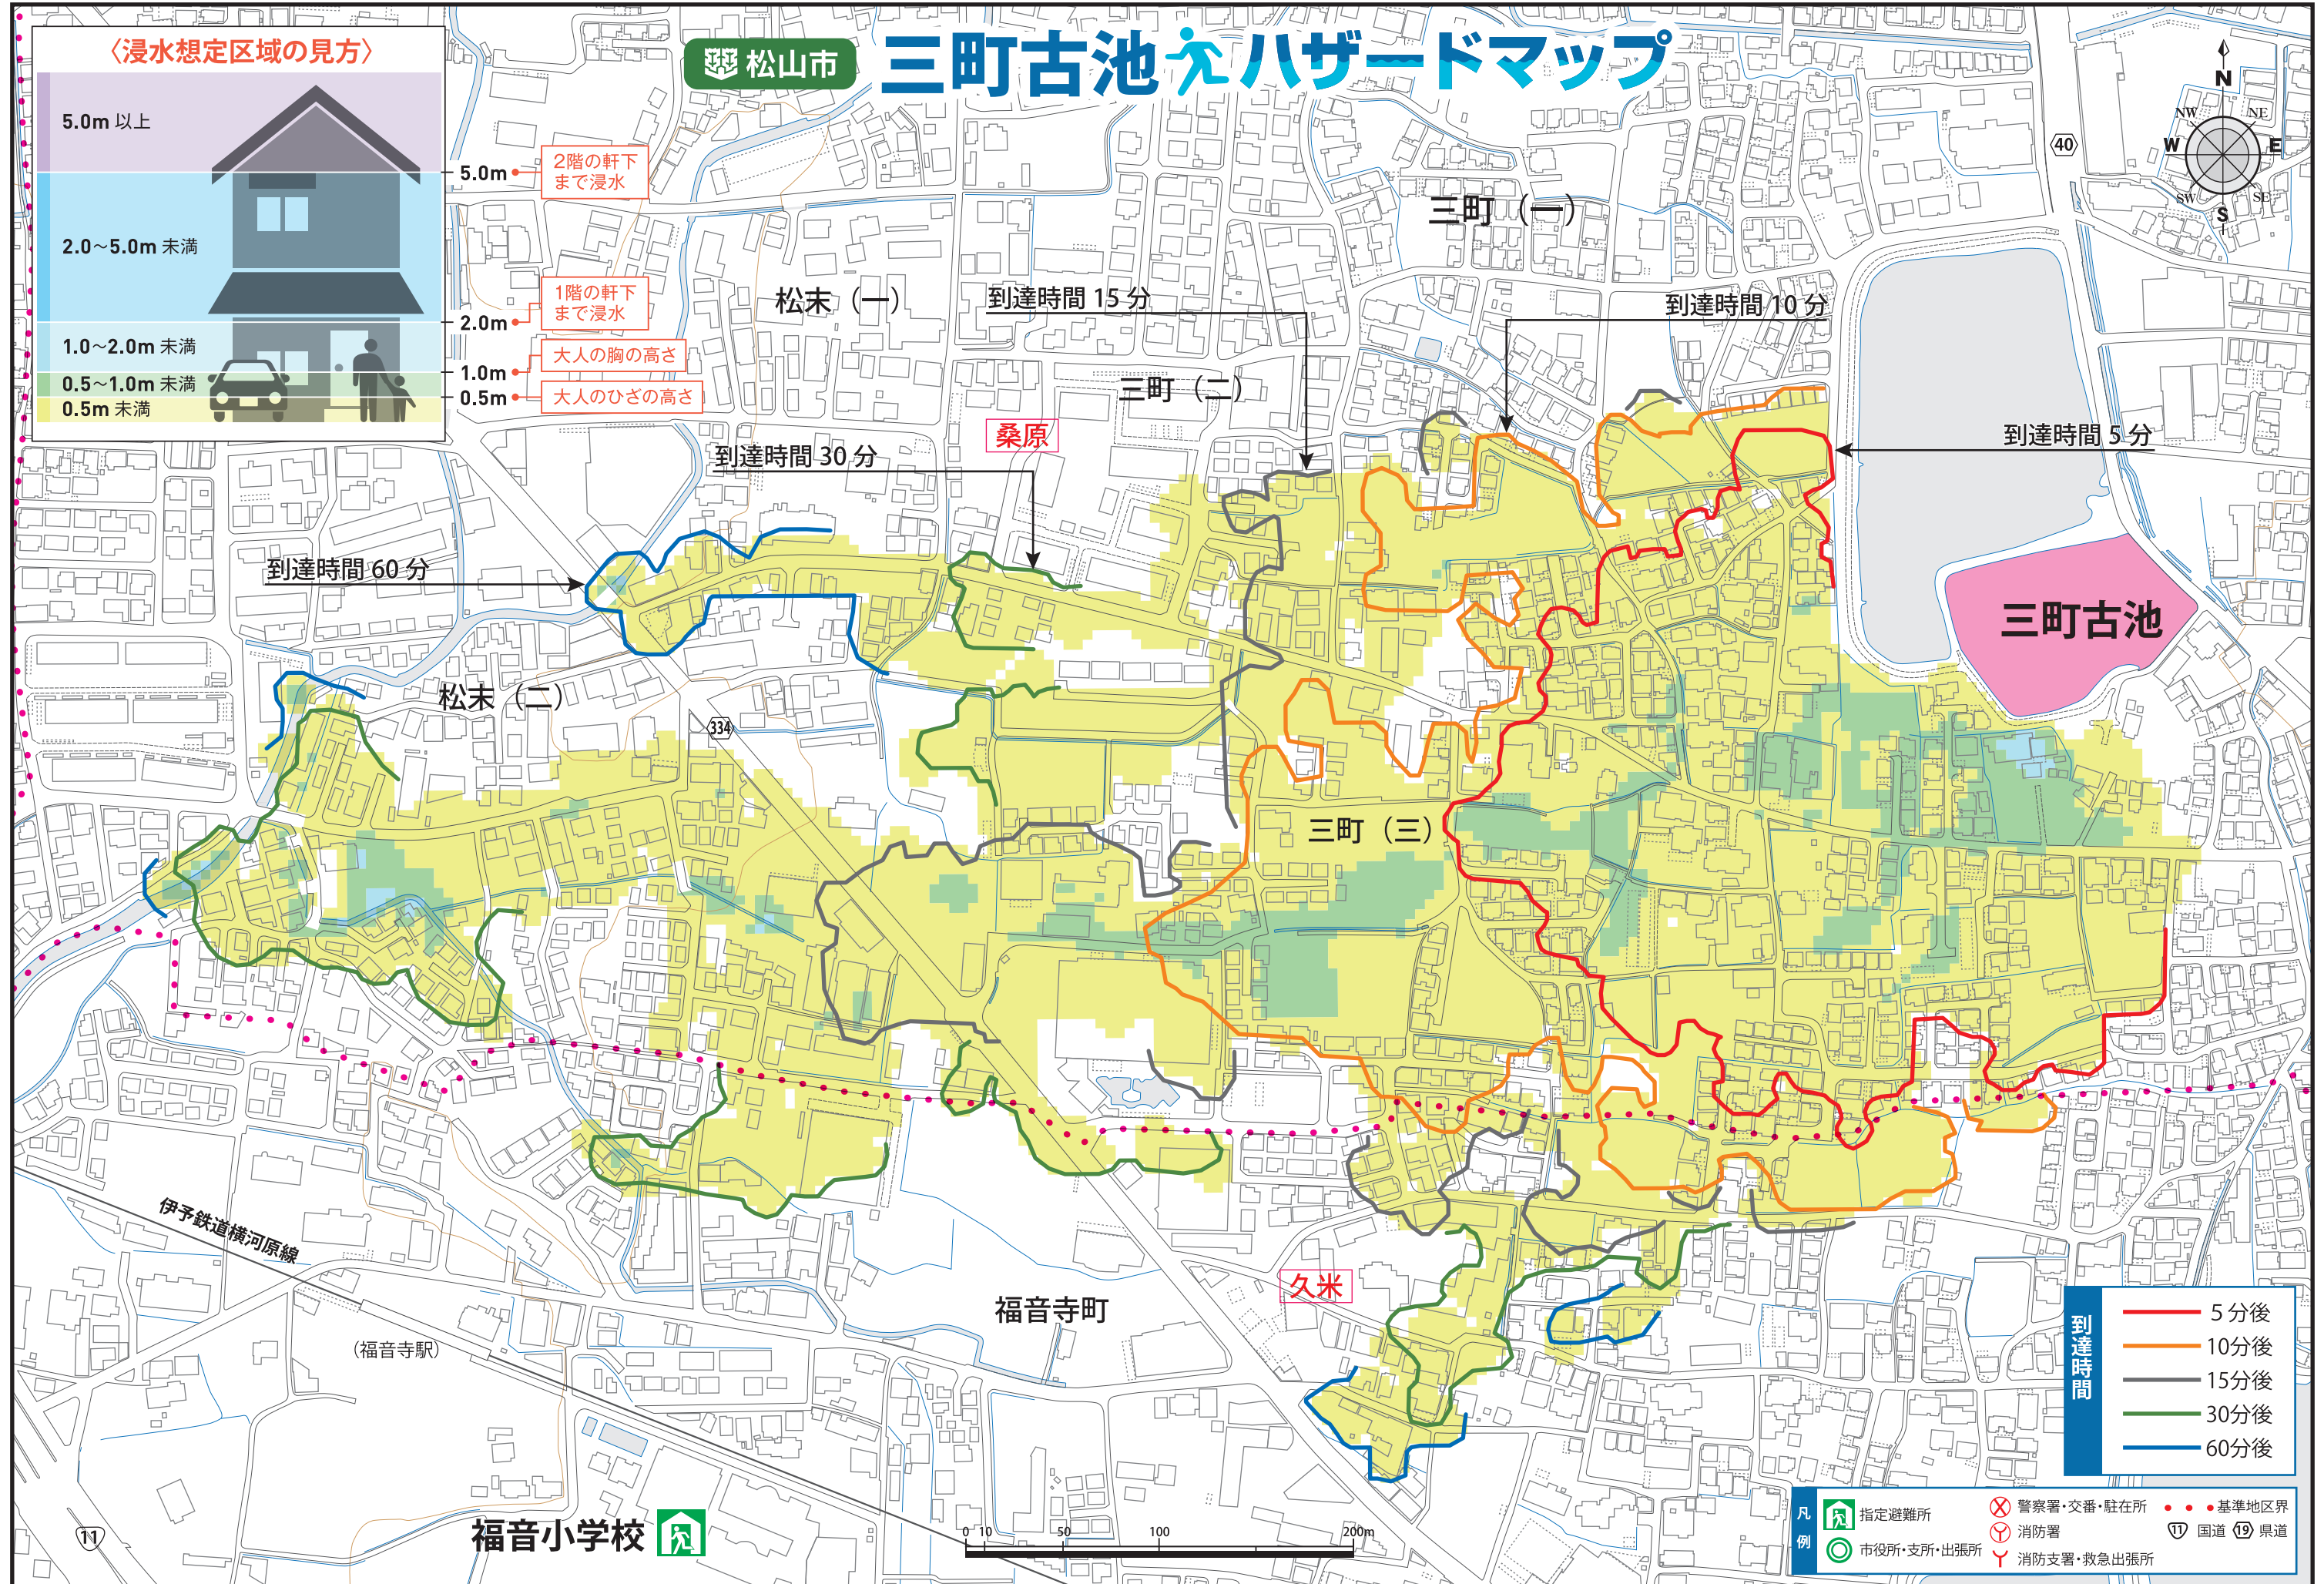 〈浸水想定区域の見方〉
5.0m 以上
2.0～5.0m 未満
1.0～2.0m 未満
0.5～1.0m 未満
0.5m 未満
5.0m
2階の軒下
まで浸水
2.0m
1階の軒下
まで浸水
1.0m
大人の胸の高さ
0.5m
大人のひざの高さ
松山市
三町古池 ハザードマップ
N
NE
E
SE
S
SW
W
NW
40
三町（一）
松末（一）
到達時間 15 分
到達時間 10 分
三町（二）
桑原
到達時間 5 分
到達時間 30 分
到達時間 60 分
三町古池
松末（二）
334
三町（三）
伊予鉄道横河原線
（福音寺駅）
福音寺町
久米
福音小学校
11
0 10 50 100 200m
到達時間
5 分後
10分後
15分後
30分後
60分後
凡例
指定避難所
市役所・支所・出張所
警察署・交番・駐在所
消防署
消防支署・救急出張所
基準地区界
11 国道 19 県道